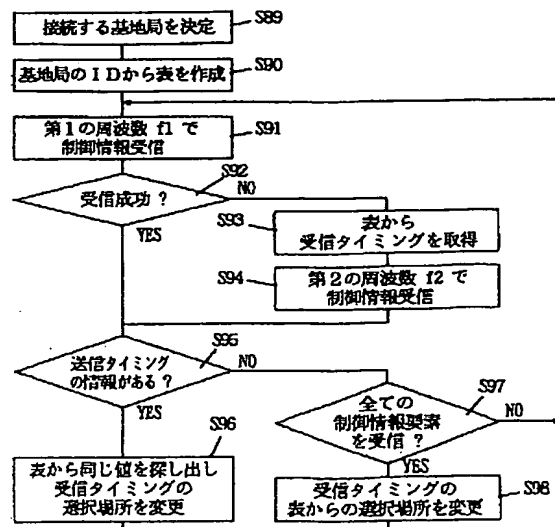 接続する基地局を決定
S89
基地局のIDから表を作成
S90
第1の周波数 f1 で
制御情報受信
S91
受信成功？
S92
NO
YES
表から
受信タイミングを取得
S93
第2の周波数 f2 で
制御情報受信
S94
送信タイミング
の情報がある？
S95
NO
YES
全ての
制御情報要素
を受信？
S97
NO
YES
表から同じ値を探し出し
受信タイミングの
選択場所を変更
S96
受信タイミングの
表からの選択場所を変更
S98